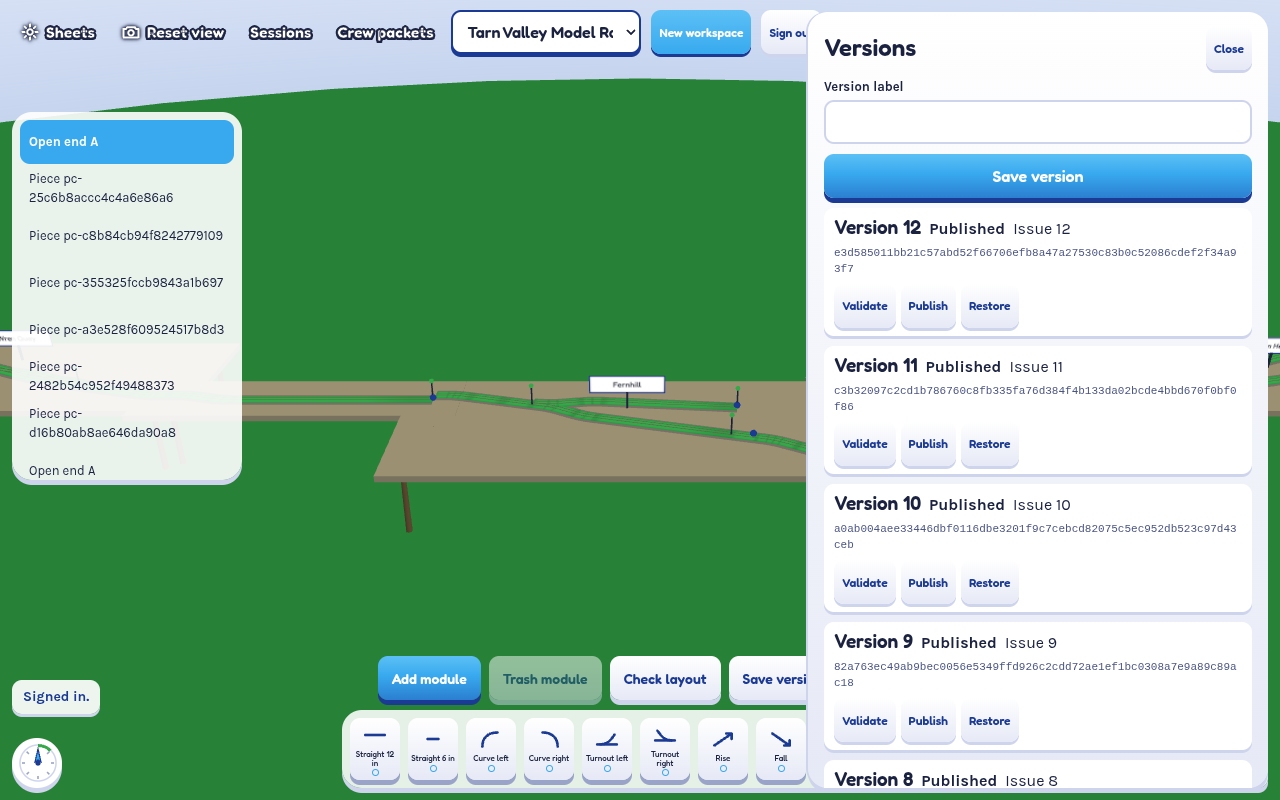 Sheets
Reset view
Sessions
Crew packets
Tarn Valley Model Ro
New workspace
Sign ou
Open end A
Piece pc-
25c6b8accc4c4a6e86a6
Piece pc-c8b84cb94f8242779109
Piece pc-355325fccb9843a1b697
Piece pc-a3e528f609524517b8d3
Piece pc-
2482b54c952f49488373
Piece pc-
d16b80ab8ae646da90a8
Open end A
Fernhill
Signed in.
Add module
Trash module
Check layout
Save versi
Straight 12
in
Straight 6 in
Curve left
Curve right
Turnout left
Turnout
right
Rise
Fall
Versions
Close
Version label
Save version
Version 12 Published Issue 12
e3d585011bb21c57abd52f66706efb8a47a27530c83b0c52086cdef2f34a9
3f7
Validate
Publish
Restore
Version 11 Published Issue 11
c3b32097c2cd1b786760c8fb335fa76d384f4b133da02bcde4bbd670f0bf0
f86
Validate
Publish
Restore
Version 10 Published Issue 10
a0ab004aee33446dbf0116dbe3201f9c7cebcd82075c5ec952db523c97d43
ceb
Validate
Publish
Restore
Version 9 Published Issue 9
82a763ec49ab9bec0056e5349ffd926c2cdd72ae1ef1bc0308a7e9a89c89a
c18
Validate
Publish
Restore
Version 8 Published Issue 8